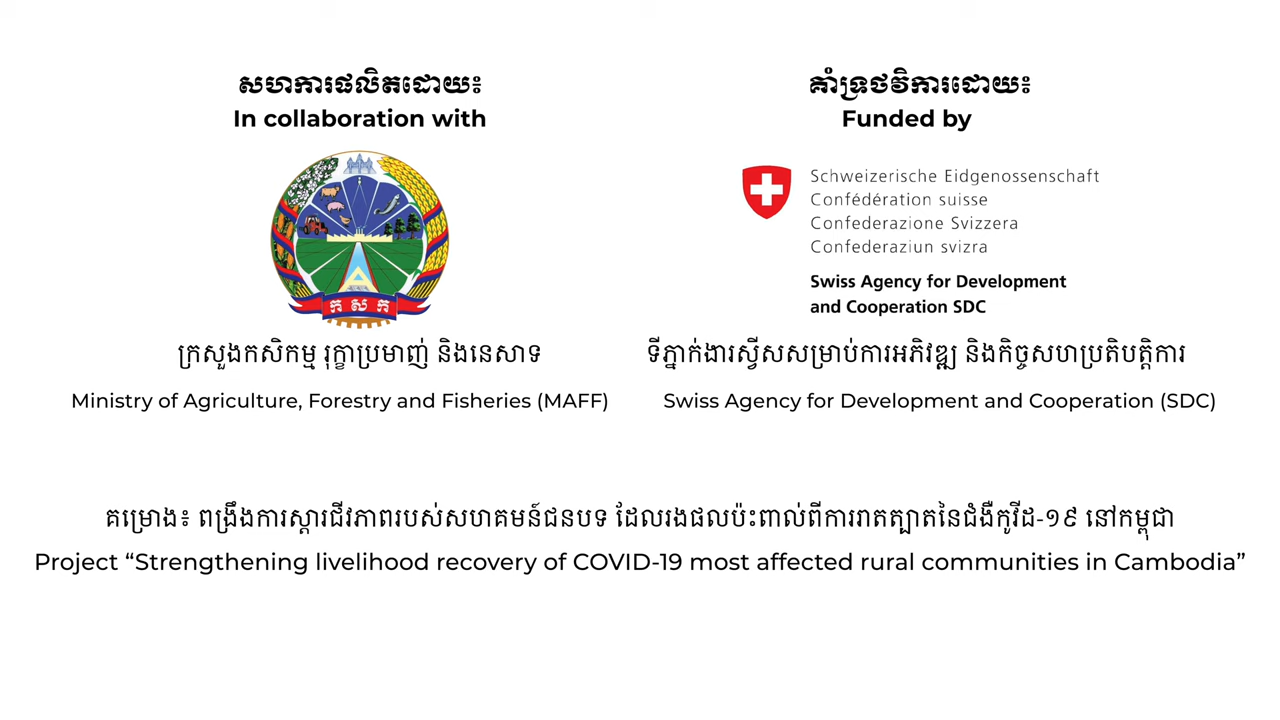 សហការផលិតដោយ៖
In collaboration with
ក ស ក
ក្រសួងកសិកម្ម រុក្ខាប្រមាញ់ និងនេសាទ
Ministry of Agriculture, Forestry and Fisheries (MAFF)
គាំទ្រថវិការដោយ៖
Funded by
Schweizerische Eidgenossenschaft
Confédération suisse
Confederazione Svizzera
Confederaziun svizra
Swiss Agency for Development
and Cooperation SDC
ទីភ្នាក់ងារស្វីសសម្រាប់ការអភិវឌ្ឍ និងកិច្ចសហប្រតិបត្តិការ
Swiss Agency for Development and Cooperation (SDC)
គម្រោង៖ ពង្រឹងការស្តារជីវភាពរបស់សហគមន៍ជនបទ ដែលរងផលប៉ះពាល់ពីការរាតត្បាតនៃជំងឺកូវីដ-១៩ នៅកម្ពុជា
Project “Strengthening livelihood recovery of COVID-19 most affected rural communities in Cambodia”